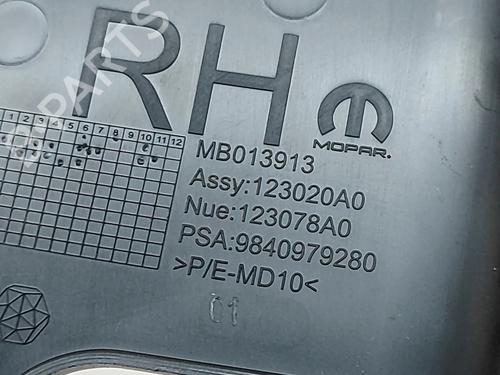 RH
MOPAR.
1 2 3 4 5 6 7 8 9 10 11 12
MB013913
Assy:123020A0
Nue:123078A0
PSA:9840979280
>P/E-MD10<